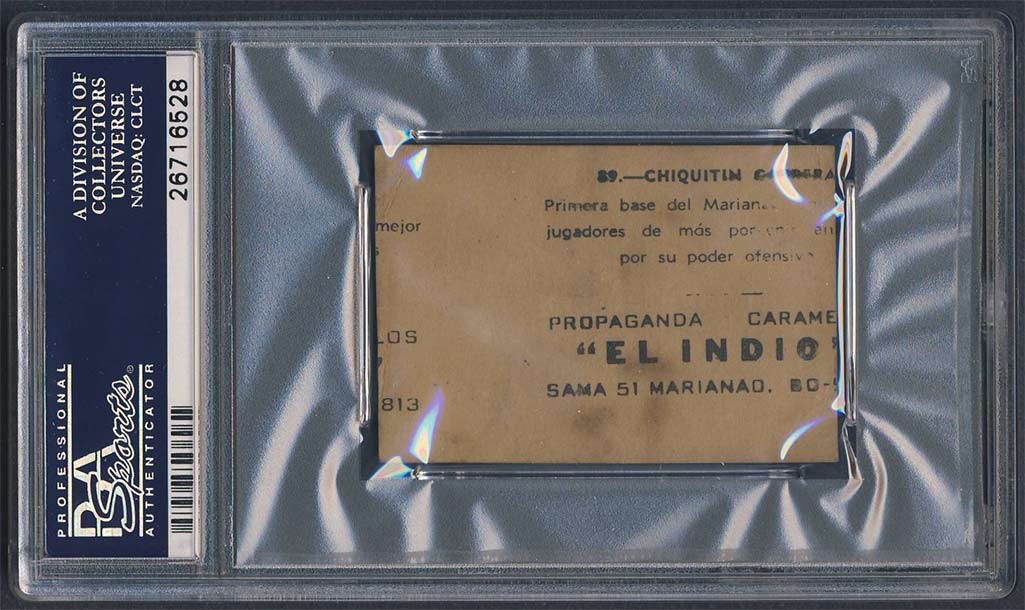 A DIVISION OF
COLLECTORS
UNIVERSE
NASDAQ: CLCT
26716528
PROFESSIONAL
PSA
Sports®
AUTHENTICATOR
89.—CHIQUITIN
Primera base del
mejor
jugadores de más
por su poder
PROPAGANDA CARAME
LOS
"EL INDIO"
SAMA 51 MARIANAO. BO-
813